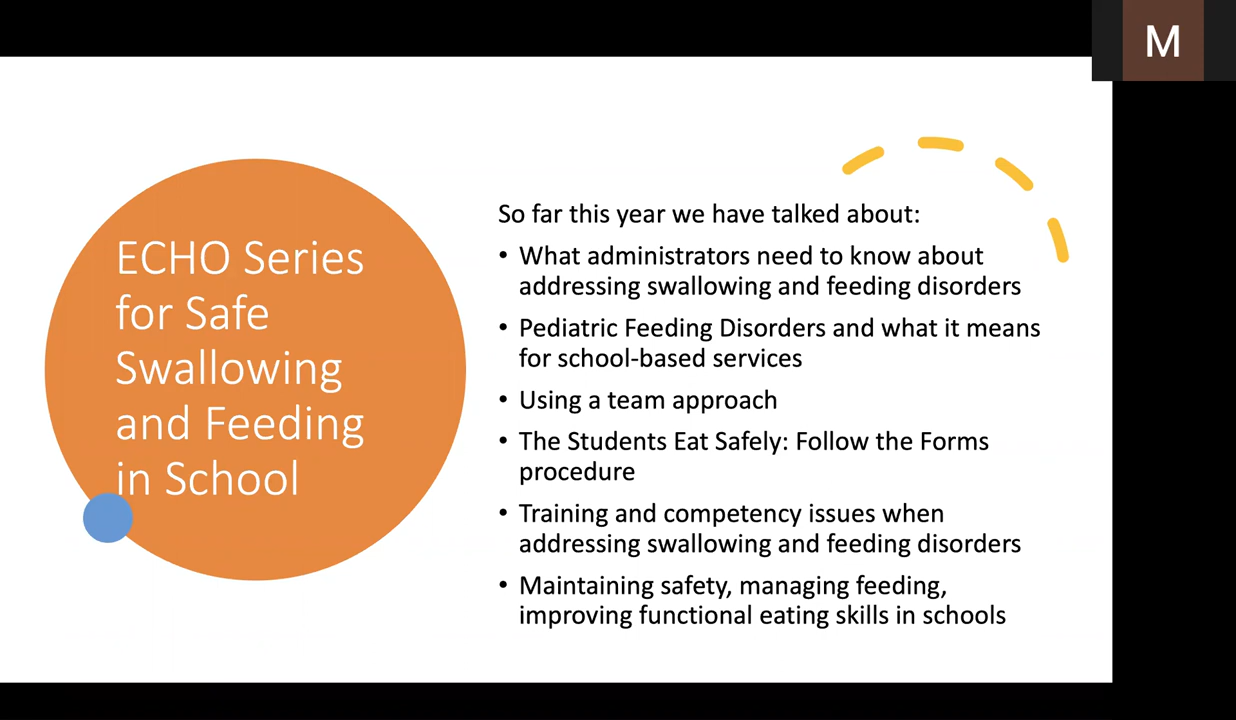 M
ECHO Series
for Safe
Swallowing
and Feeding
in School
So far this year we have talked about:
• What administrators need to know about
addressing swallowing and feeding disorders
• Pediatric Feeding Disorders and what it means
for school-based services
• Using a team approach
• The Students Eat Safely: Follow the Forms
procedure
• Training and competency issues when
addressing swallowing and feeding disorders
• Maintaining safety, managing feeding,
improving functional eating skills in schools